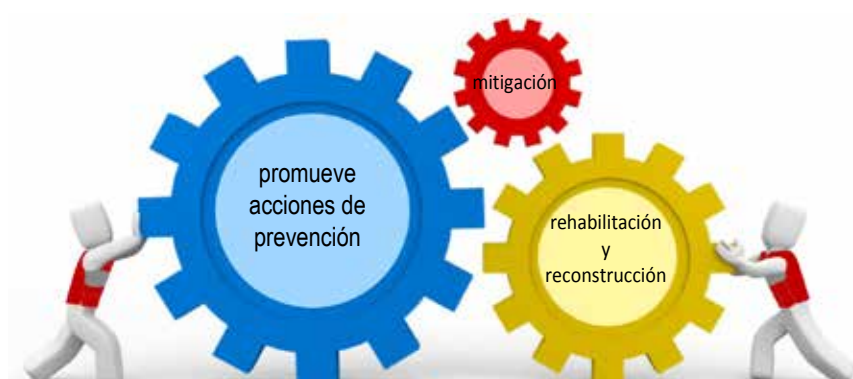 mitigación
promueve
acciones de
prevención
rehabilitación
y
reconstrucción